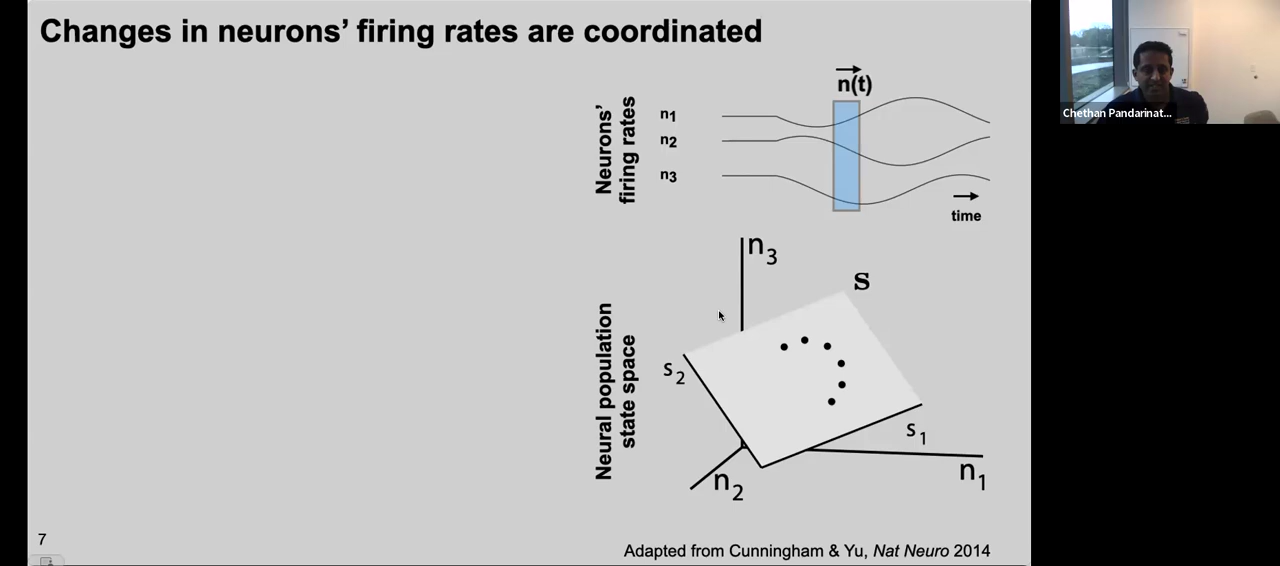 Changes in neurons' firing rates are coordinated
n(t)
Neurons'
firing rates
n1
n2
n3
time
Neural population
state space
n3
S
s2
s1
n1
n2
7
Adapted from Cunningham & Yu, Nat Neuro 2014
Chethan Pandarinat...